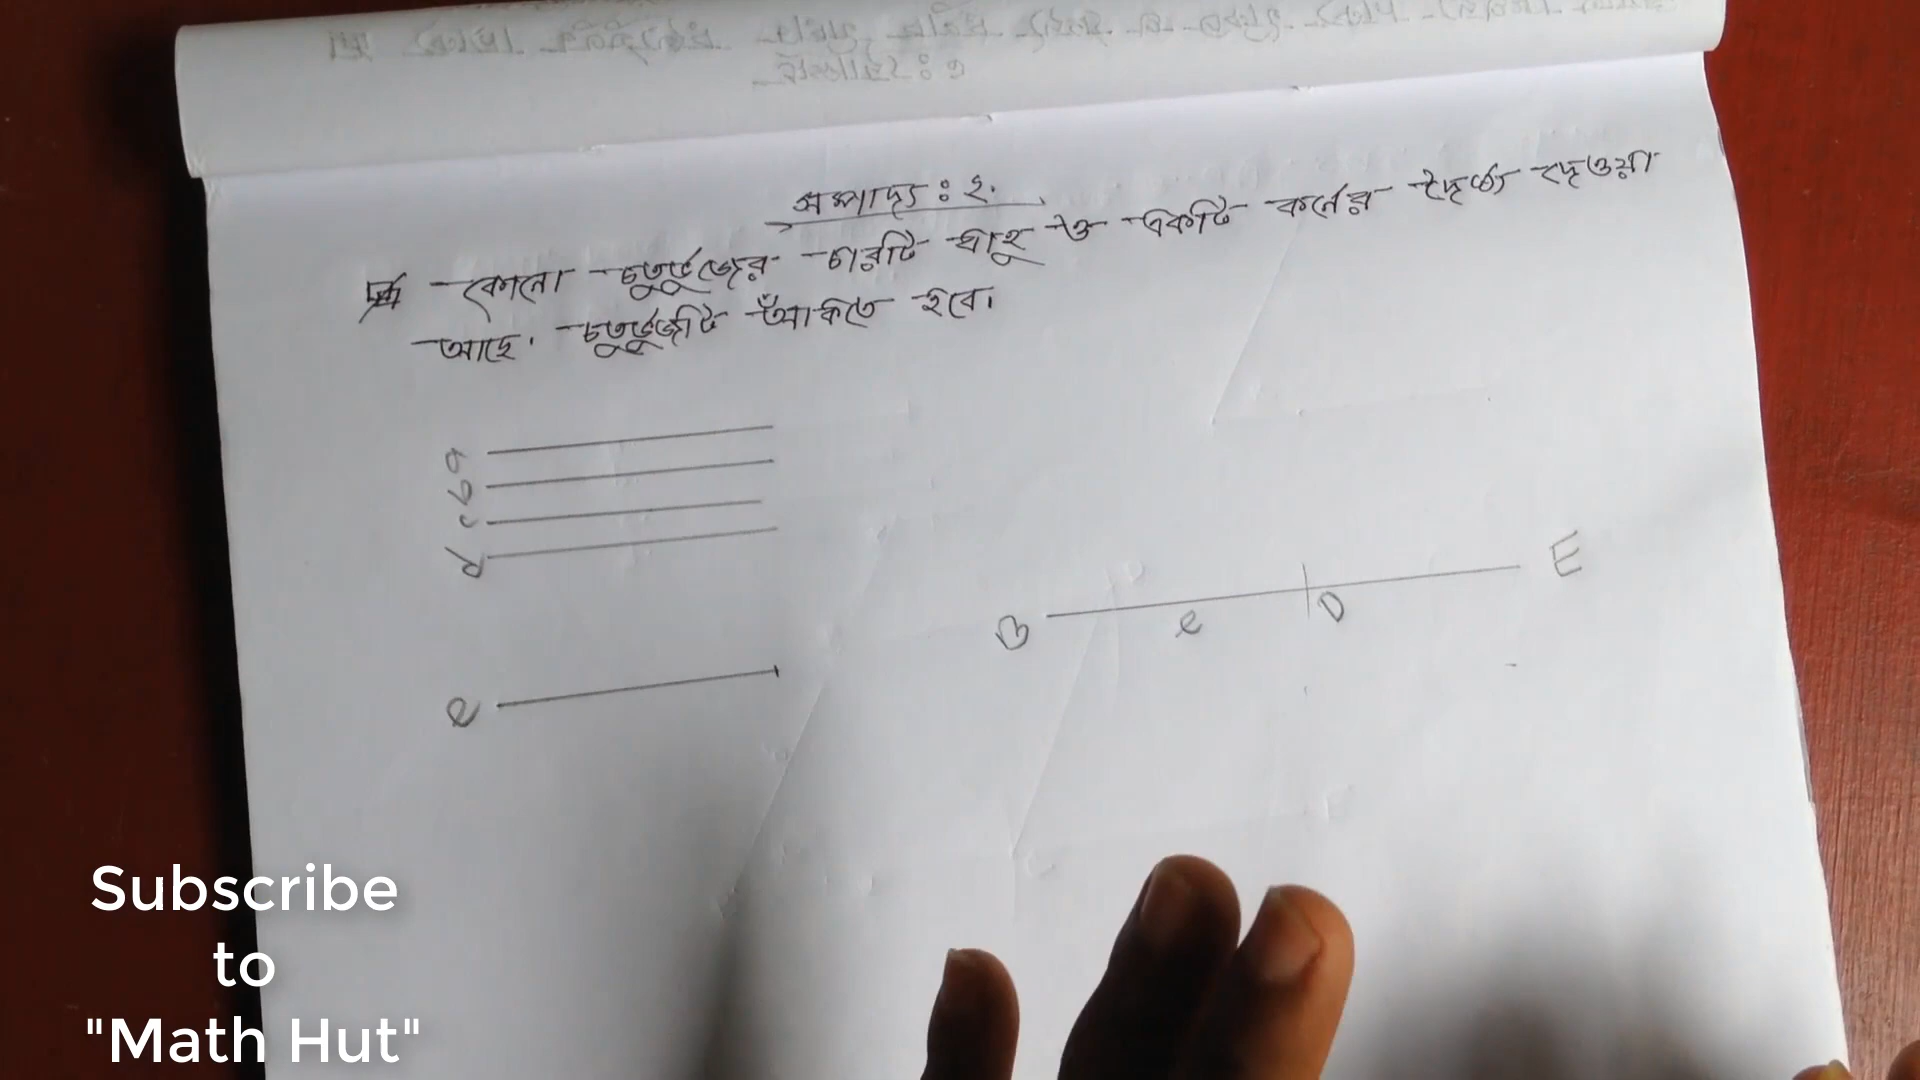 সম্পাদ্য : ২.
কোনো চতুর্ভুজের চারটি বাহু ও একটি কর্ণের দৈর্ঘ্য দেওয়া
আছে. চতুর্ভুজটি আঁকতে হবে।
a
b
c
d
e
B
e
D
E
Subscribe
to
"Math Hut"